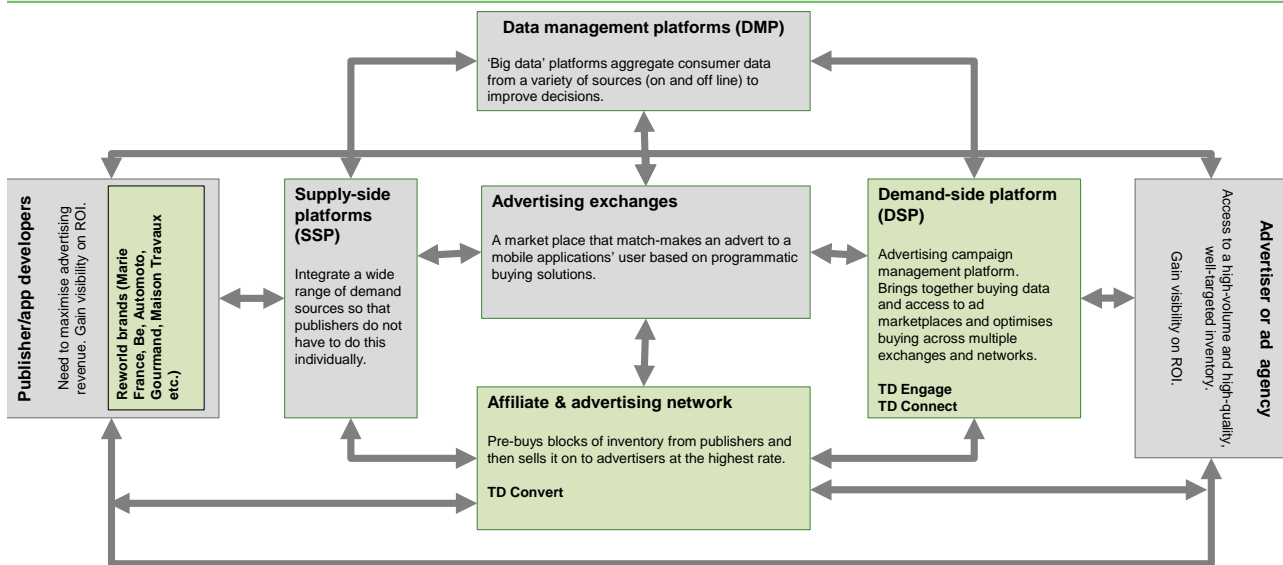 Data management platforms (DMP)
‘Big data’ platforms aggregate consumer data
from a variety of sources (on and off line) to
improve decisions.
Publisher/app developers
Need to maximise advertising
revenue. Gain visibility on ROI.
Reworld brands (Marie
France, Be, Automoto,
Gourmand, Maison Travaux
etc.)
Supply-side
platforms
(SSP)
Integrate a wide
range of demand
sources so that
publishers do not
have to do this
individually.
Advertising exchanges
A market place that match-makes an advert to a
mobile applications’ user based on programmatic
buying solutions.
Affiliate & advertising network
Pre-buys blocks of inventory from publishers and
then sells it on to advertisers at the highest rate.
TD Convert
Demand-side platform
(DSP)
Advertising campaign
management platform.
Brings together buying data
and access to ad
marketplaces and optimises
buying across multiple
exchanges and networks.
TD Engage
TD Connect
Advertiser or ad agency
Access to a high-volume and high-quality,
well-targeted inventory.
Gain visibility on ROI.